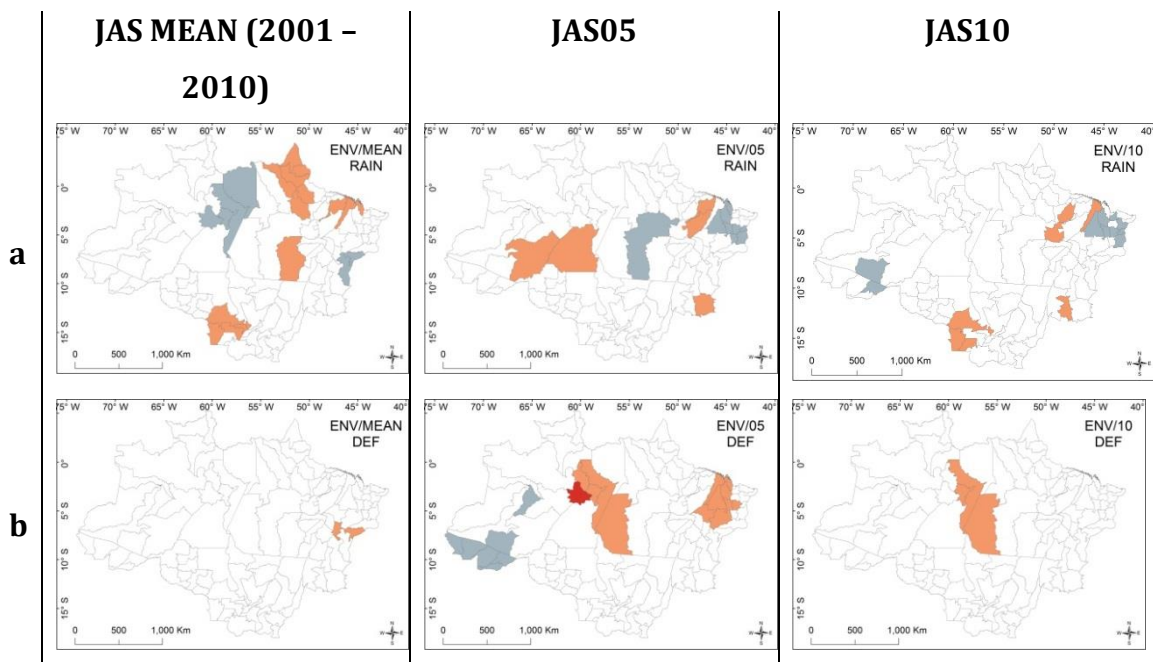 JAS MEAN (2001 –
2010)
JAS05
JAS10
75° W 70° W 65° W 60° W 55° W 50° W 45° W 40°
75° W 70° W 65° W 60° W 55° W 50° W 45° W 40°
75° W 70° W 65° W 60° W 55° W 50° W 45° W 40°
ENV/MEAN
RAIN
ENV/05
RAIN
ENV/10
RAIN
a
0°
5° S
10° S
15° S
0°
5° S
10° S
15° S
0°
5° S
10° S
15° S
0 500 1,000 Km
0 500 1,000 Km
0 500 1,000 Km
N
W E
S
N
W E
S
N
W E
S
75° W 70° W 65° W 60° W 55° W 50° W 45° W 40°
75° W 70° W 65° W 60° W 55° W 50° W 45° W 40°
75° W 70° W 65° W 60° W 55° W 50° W 45° W 40°
ENV/MEAN
DEF
ENV/05
DEF
ENV/10
DEF
b
0°
5° S
10° S
15° S
0°
5° S
10° S
15° S
0°
5° S
10° S
15° S
0 500 1,000 Km
0 500 1,000 Km
0 500 1,000 Km
N
W E
S
N
W E
S
N
W E
S